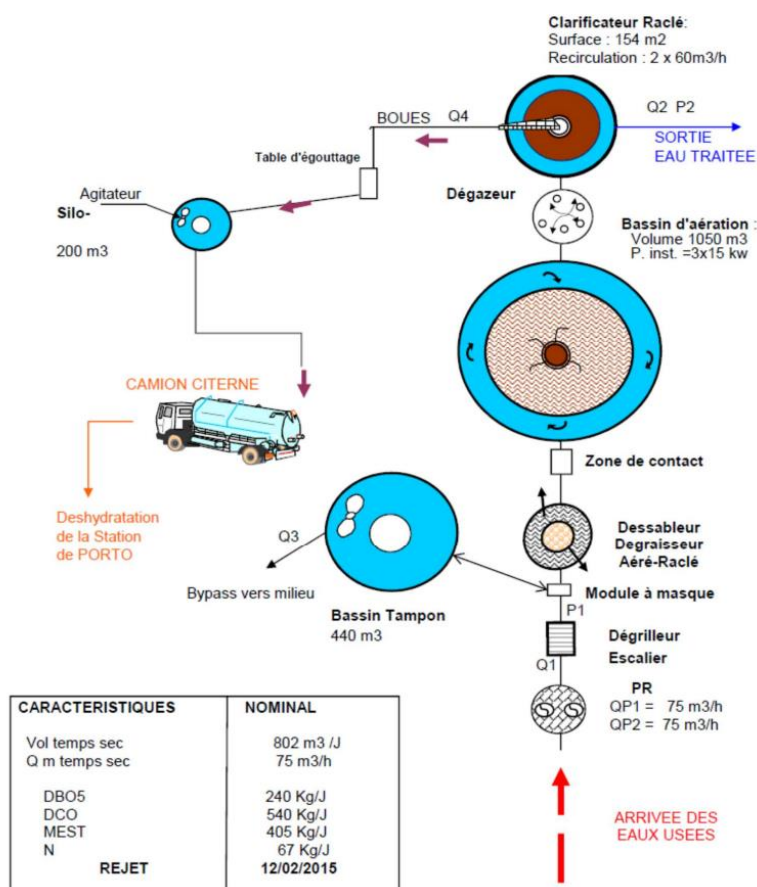 Clarificateur Raclé:
Surface : 154 m2
Recirculation : 2 x 60m3/h
BOUES Q4
Q2 P2
SORTIE
EAU TRAITEE
Table d'égouttage
Dégazeur
Agitateur
Silo-
200 m3
Bassin d'aération :
Volume 1050 m3
P. inst. =3x15 kw
CAMION CITERNE
Zone de contact
Deshydratation
de la Station
de PORTO
Q3
Dessableur
Degraisseur
Aéré-Raclé
Bypass vers milieu
Module à masque
Bassin Tampon
440 m3
P1
Dégrilleur
Escalier
Q1
PR
QP1 = 75 m3/h
QP2 = 75 m3/h
CARACTERISTIQUES NOMINAL
Vol temps sec 802 m3 /J
Q m temps sec 75 m3/h
DBO5 240 Kg/J
DCO 540 Kg/J
MEST 405 Kg/J
N 67 Kg/J
REJET 12/02/2015
ARRIVEE DES
EAUX USEES